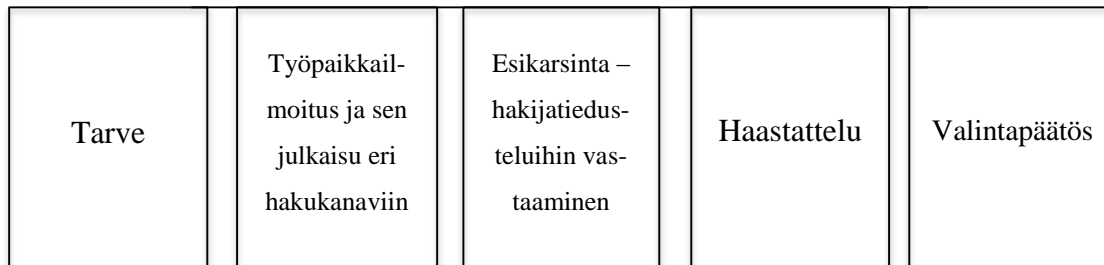 Tarve
Työpaikkail-
moitus ja sen
julkaisu eri
hakukanaviin
Esikarsinta –
hakijatiedus-
teluihin vas-
taaminen
Haastattelu
Valintapäätös